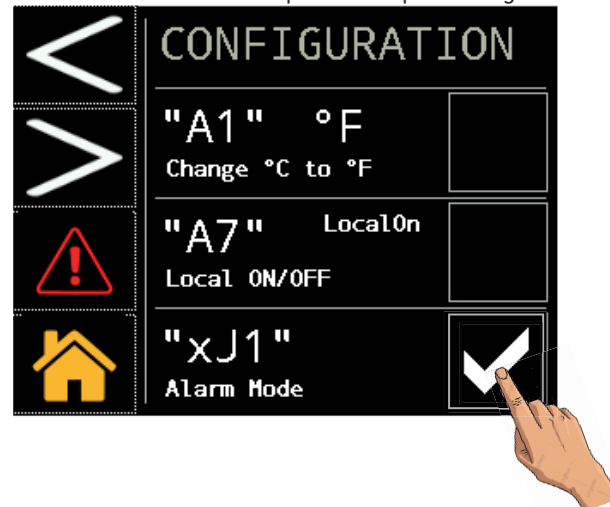 CONFIGURATION
"A1" °F
Change °C to °F
"A7" LocalOn
Local ON/OFF
"xJ1"
Alarm Mode